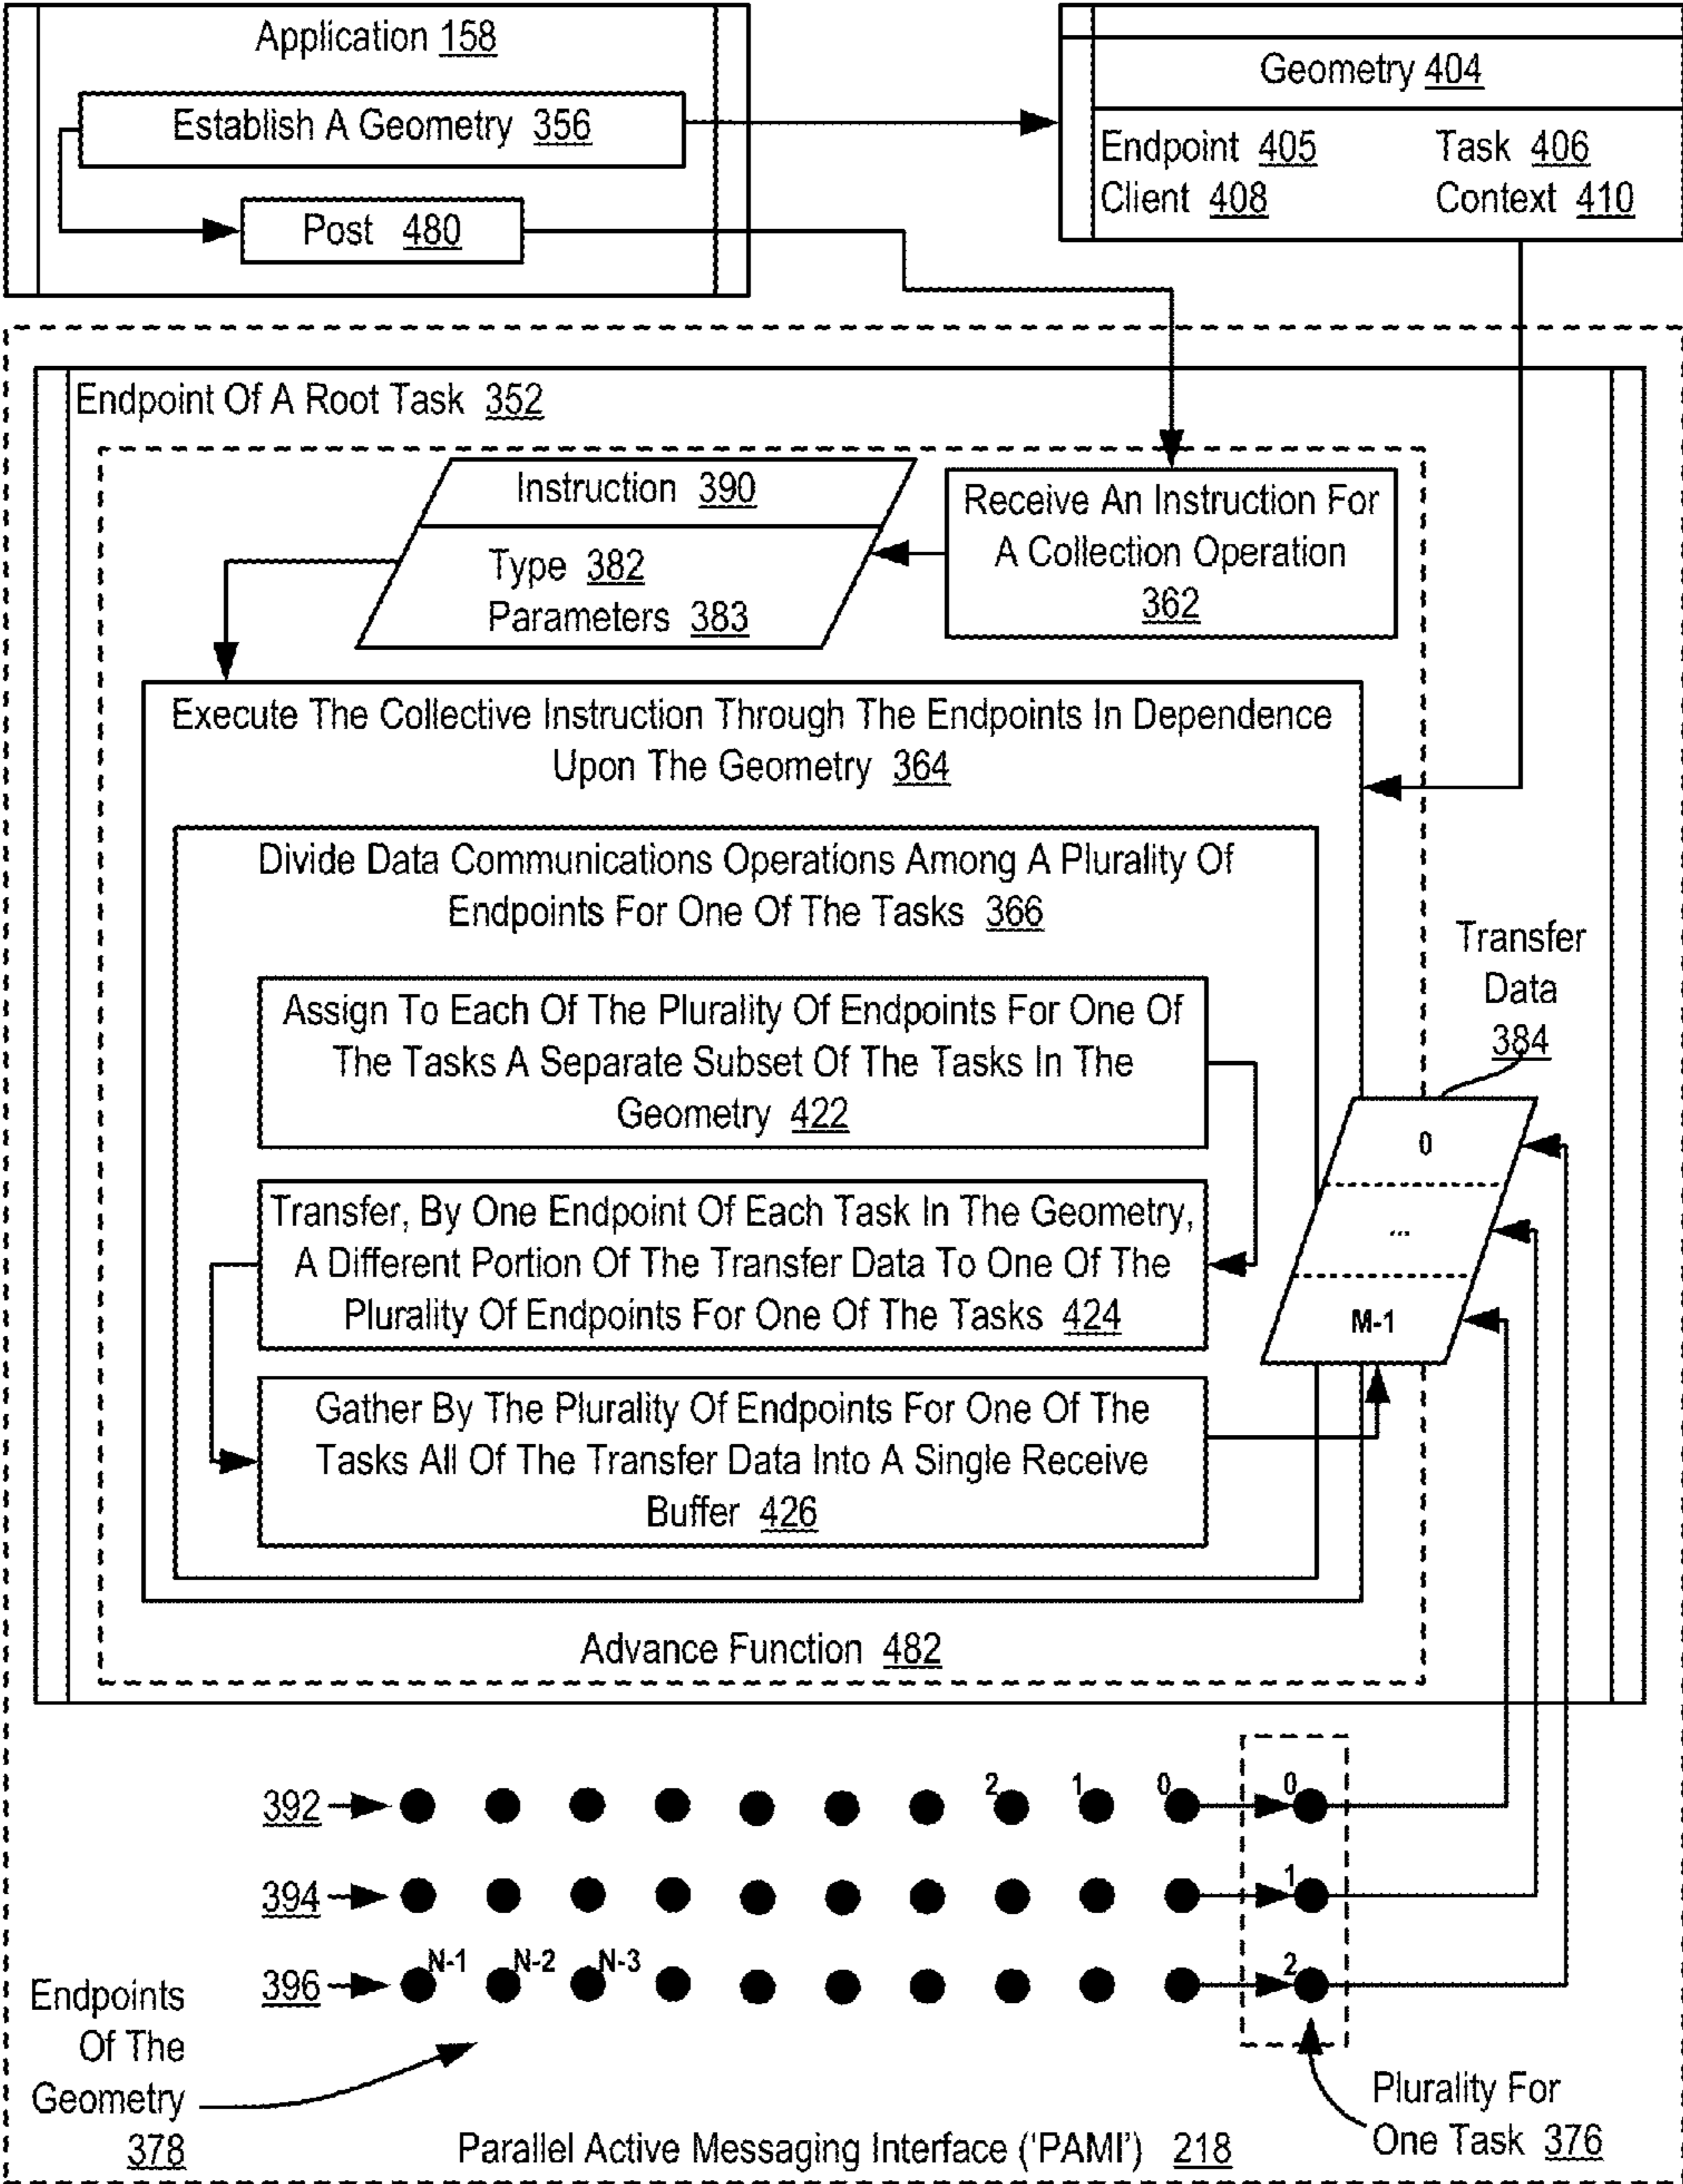 Application 158
Establish A Geometry 356
Post 480
Geometry 404
Endpoint 405 Task 406
Client 408 Context 410
Endpoint Of A Root Task 352
Instruction 390
Type 382
Parameters 383
Receive An Instruction For
A Collection Operation
362
Execute The Collective Instruction Through The Endpoints In Dependence
Upon The Geometry 364
Divide Data Communications Operations Among A Plurality Of
Endpoints For One Of The Tasks 366
Transfer
Data
384
Assign To Each Of The Plurality Of Endpoints For One Of
The Tasks A Separate Subset Of The Tasks In The
Geometry 422
0
...
M-1
Transfer, By One Endpoint Of Each Task In The Geometry,
A Different Portion Of The Transfer Data To One Of The
Plurality Of Endpoints For One Of The Tasks 424
Gather By The Plurality Of Endpoints For One Of The
Tasks All Of The Transfer Data Into A Single Receive
Buffer 426
Advance Function 482
392 2 1 0 0
394 1
396 N-1 N-2 N-3 2
Endpoints
Of The
Geometry
378
Plurality For
One Task 376
Parallel Active Messaging Interface ('PAMI') 218